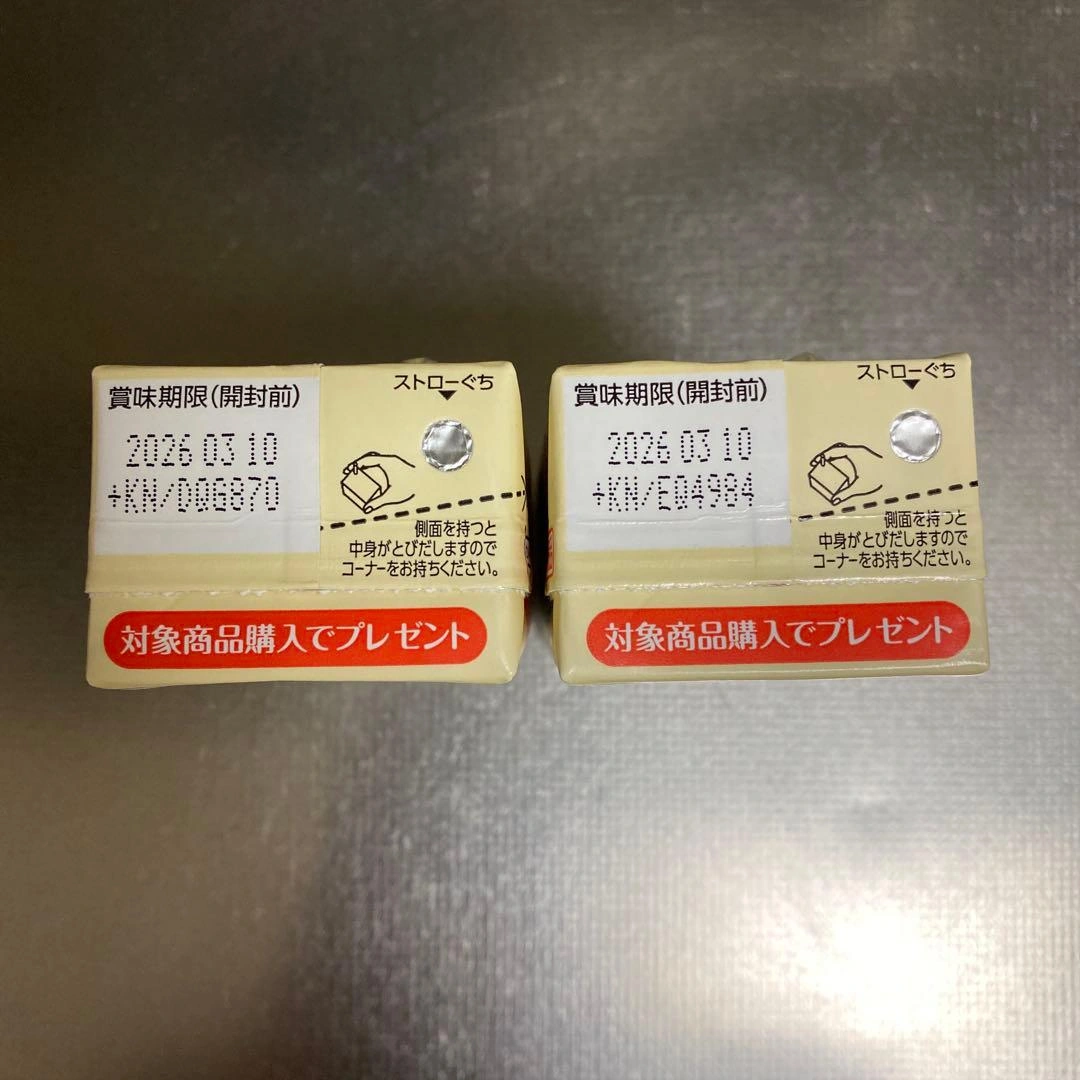 賞味期限(開封前)
2026 03 10
+KN/DQG870
ストローぐち
側面を持つと
中身がとびだしますので
コーナーをお持ちください。
対象商品購入でプレゼント
賞味期限(開封前)
2026 03 10
+KN/EQ4984
ストローぐち
側面を持つと
中身がとびだしますので
コーナーをお持ちください。
対象商品購入でプレゼント